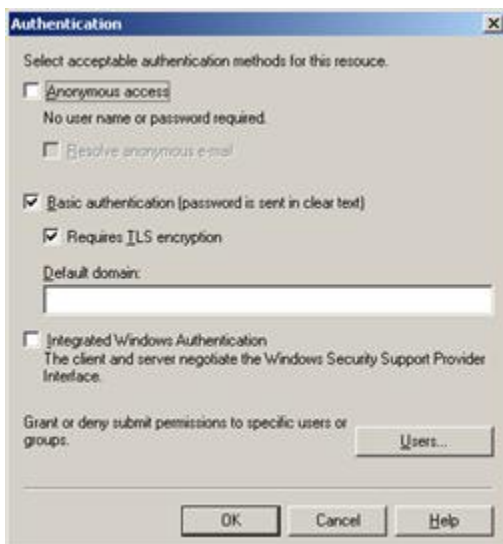 Authentication
Select acceptable authentication methods for this resouce.
Anonymous access
No user name or password required.
Resolve anonymous e-mail
Basic authentication (password is sent in clear text)
Requires TLS encryption
Default domain:
Integrated Windows Authentication
The client and server negotiate the Windows Security Support Provider
Interface.
Grant or deny submit permissions to specific users or
groups.
Users...
OK
Cancel
Help